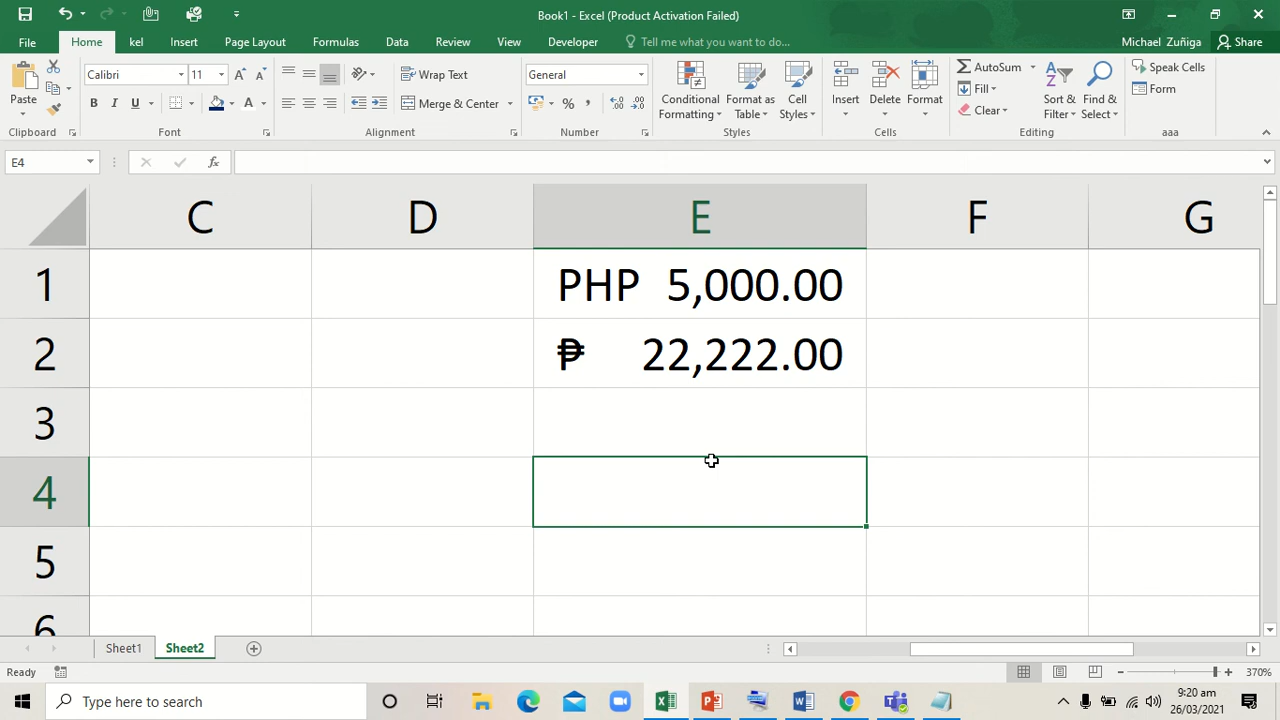 Book1 - Excel (Product Activation Failed)
File Home kel Insert Page Layout Formulas Data Review View Developer Tell me what you want to do... Michael Zuñiga Share
Paste
Clipboard
Calibri 11
B I U
Font
Wrap Text
Merge & Center
Alignment
General
%
Number
Conditional Formatting
Format as Table
Cell Styles
Styles
Insert Delete Format
Cells
AutoSum
Fill
Clear
Sort & Filter
Find & Select
Editing
Speak Cells
Form
aaa
E4 fx
C D E F G
1 PHP 5,000.00
2 ₱ 22,222.00
3
4
5
6
Sheet1 Sheet2
Ready 370%
Type here to search
9:20 am
26/03/2021